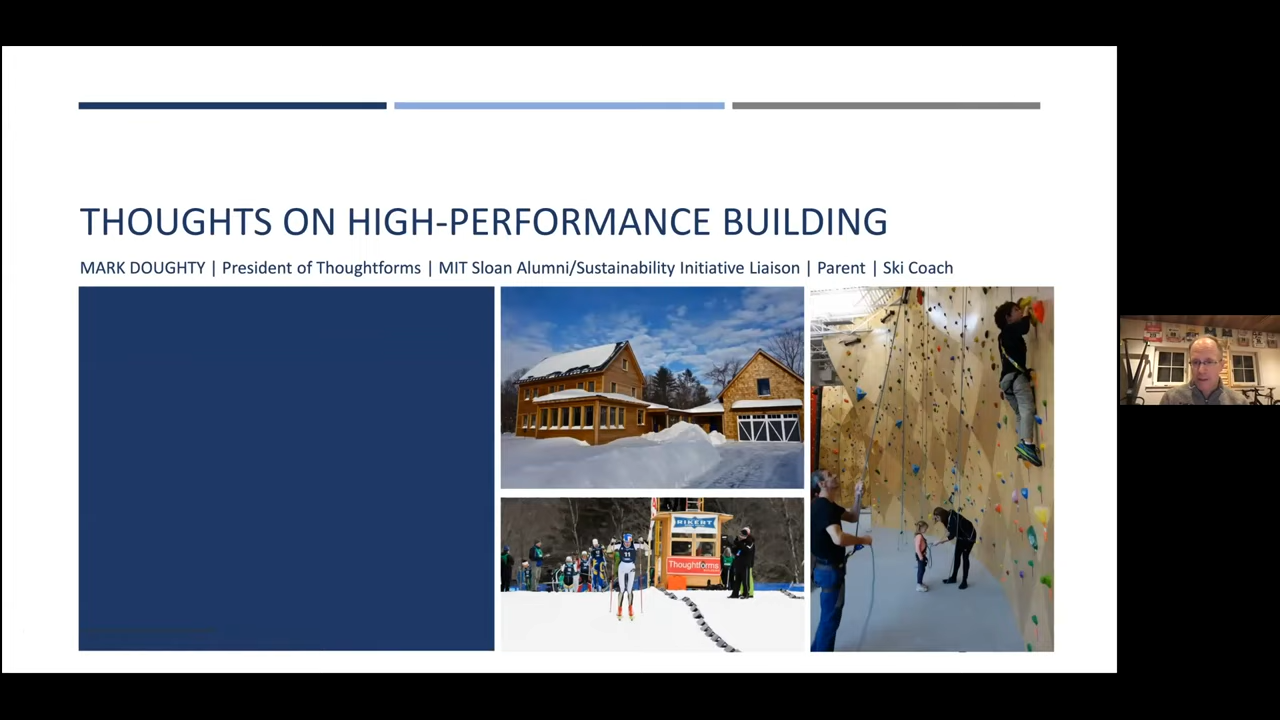 THOUGHTS ON HIGH-PERFORMANCE BUILDING
MARK DOUGHTY | President of Thoughtforms | MIT Sloan Alumni/Sustainability Initiative Liaison | Parent | Ski Coach
RIKERT
Thoughtforms
11